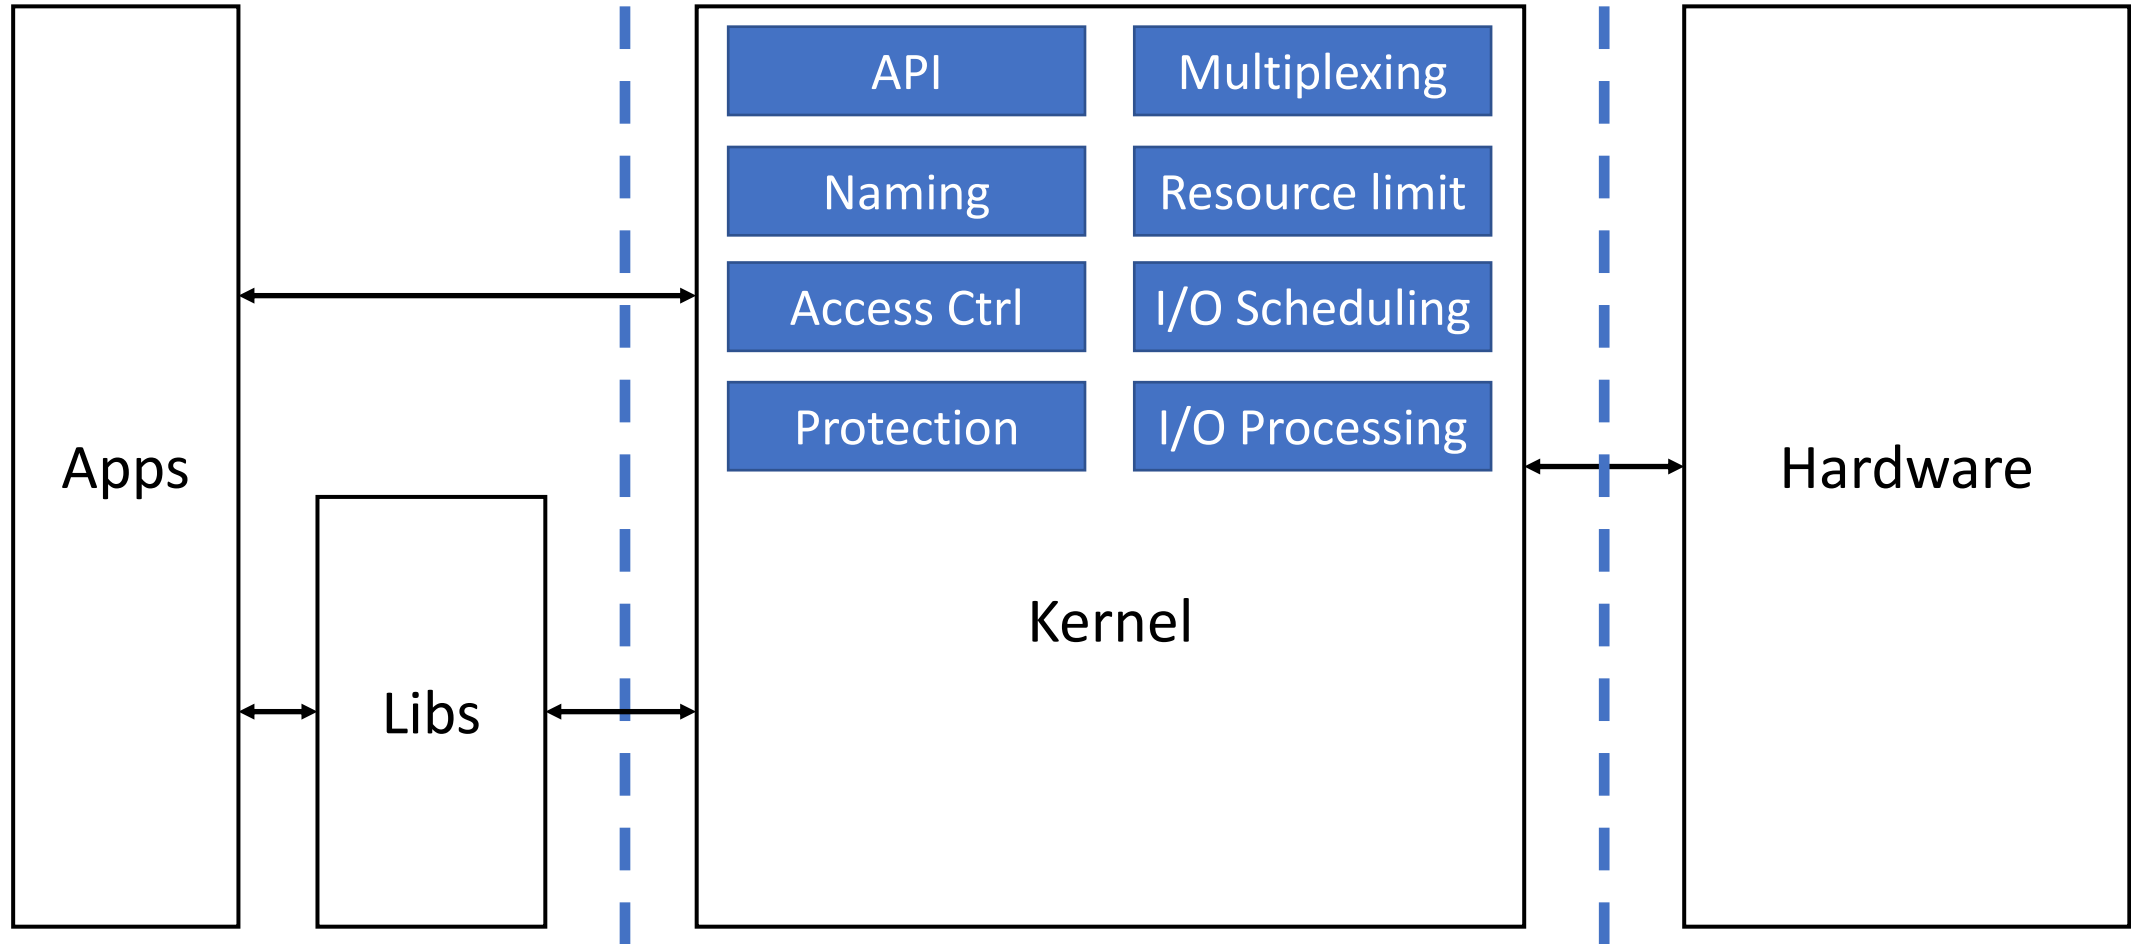 API
Multiplexing
Naming
Resource limit
Access Ctrl
I/O Scheduling
Protection
I/O Processing
Apps
Hardware
Kernel
Libs